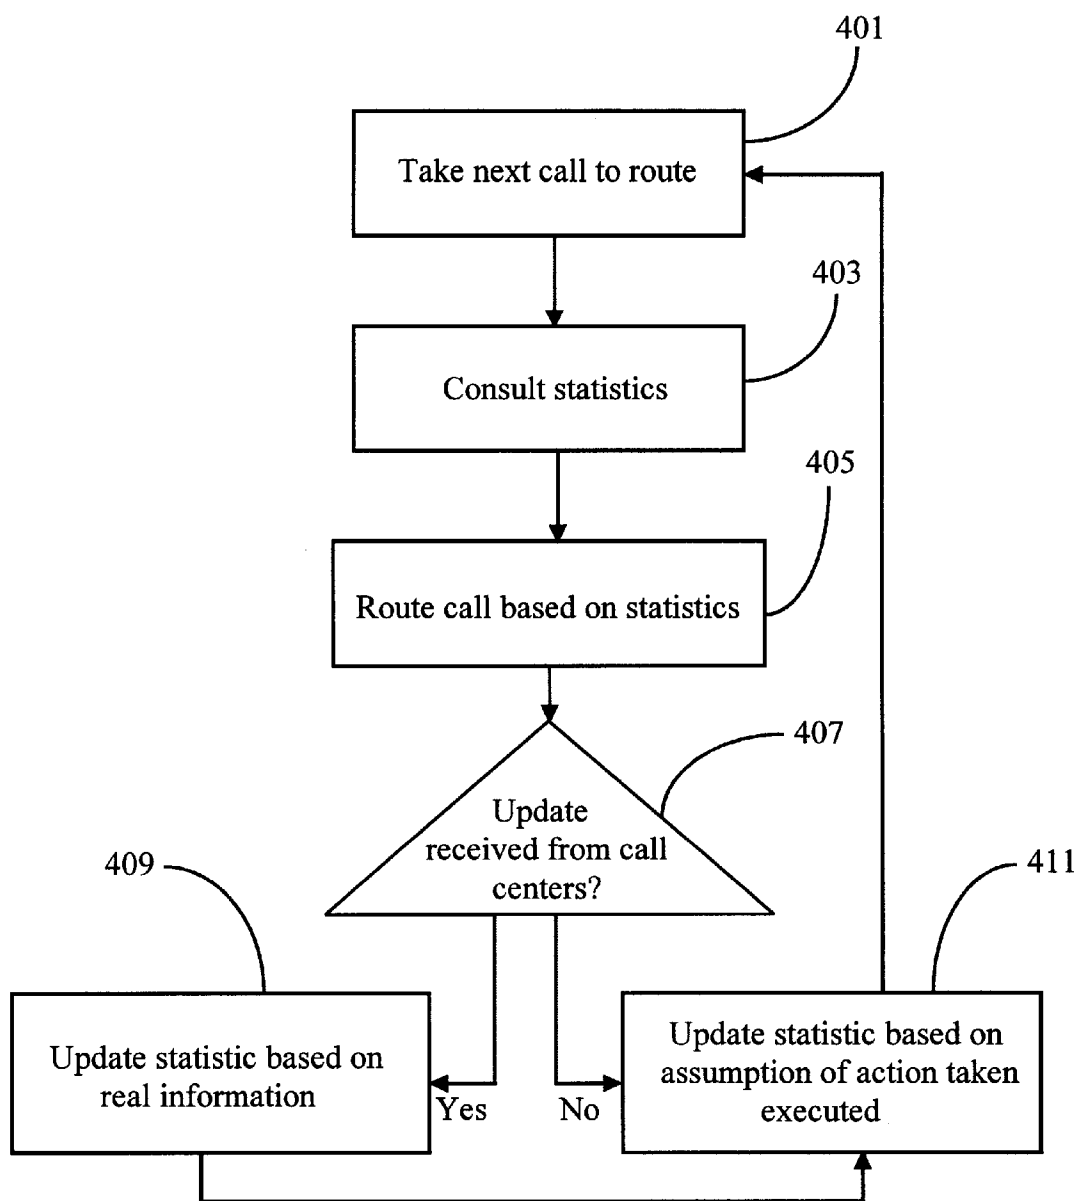 401
Take next call to route
403
Consult statistics
405
Route call based on statistics
407
Update
received from call
centers?
409
411
Update statistic based on
real information
Yes
No
Update statistic based on
assumption of action taken
executed